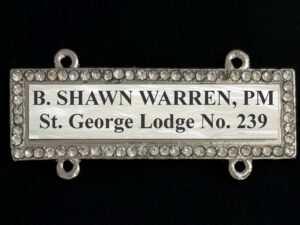 B. SHAWN WARREN, PM
St. George Lodge No. 239